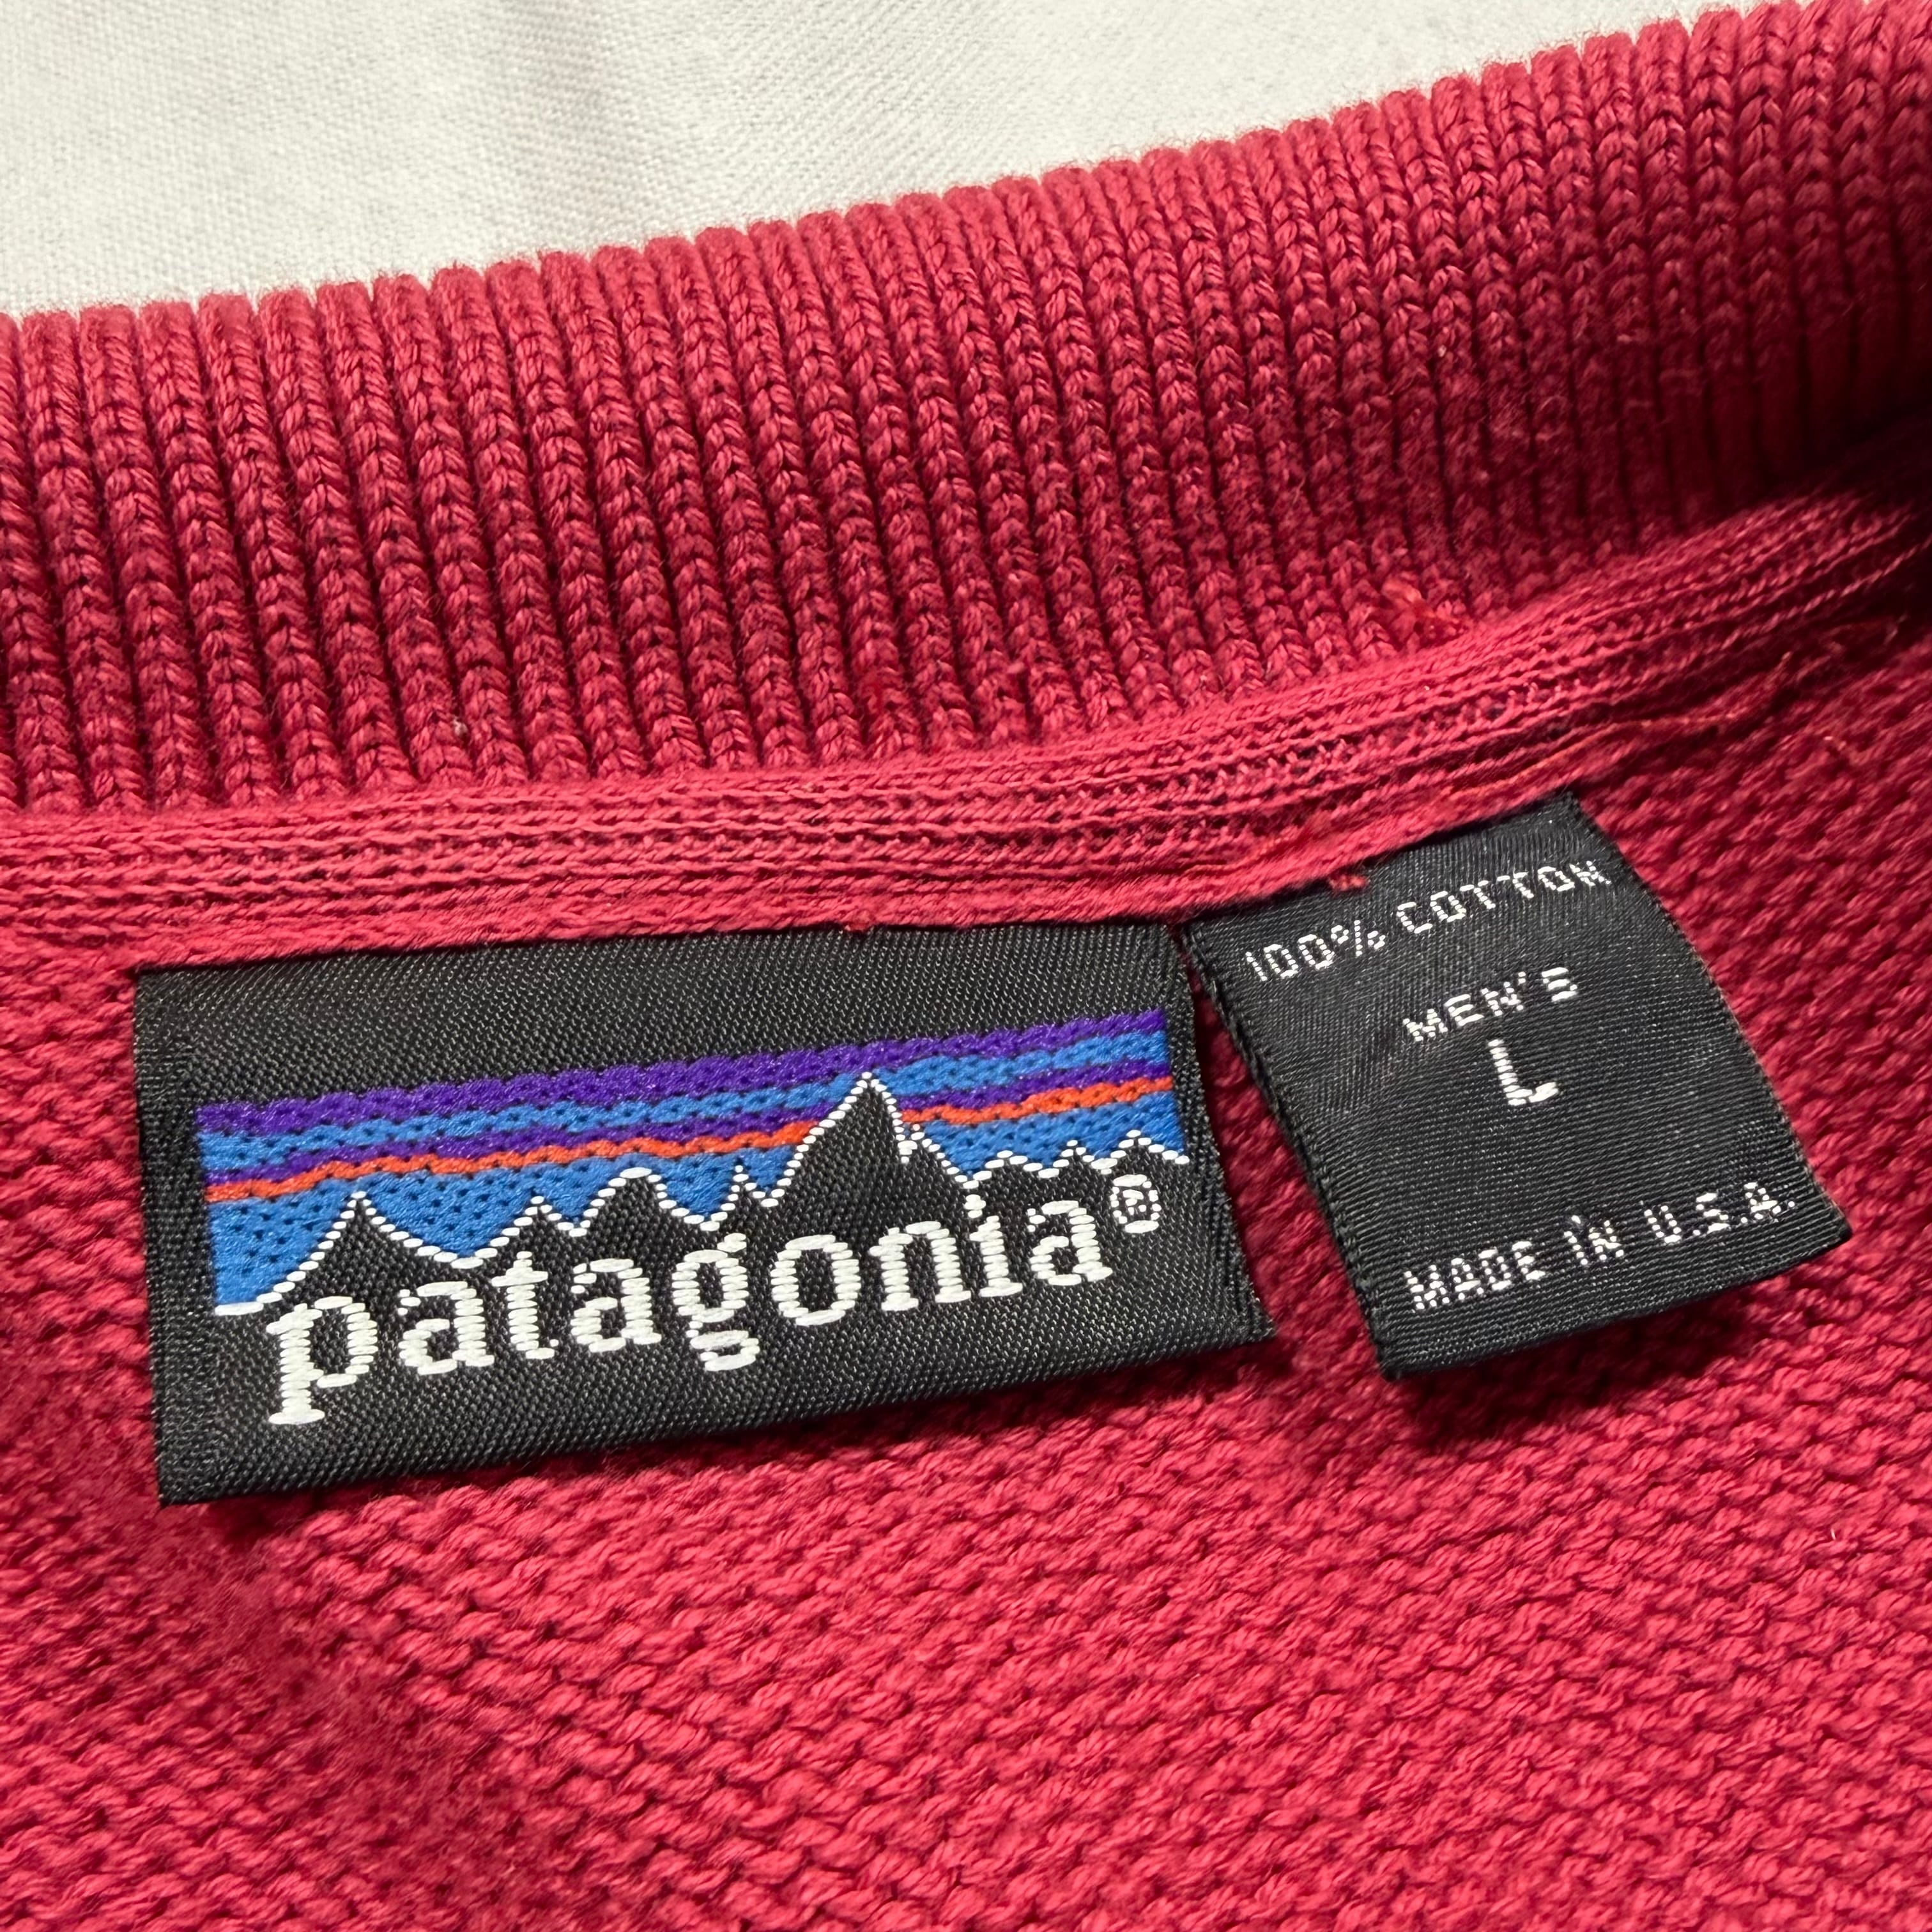 patagonia®
100% COTTON
MEN'S
L
MADE IN U.S.A.